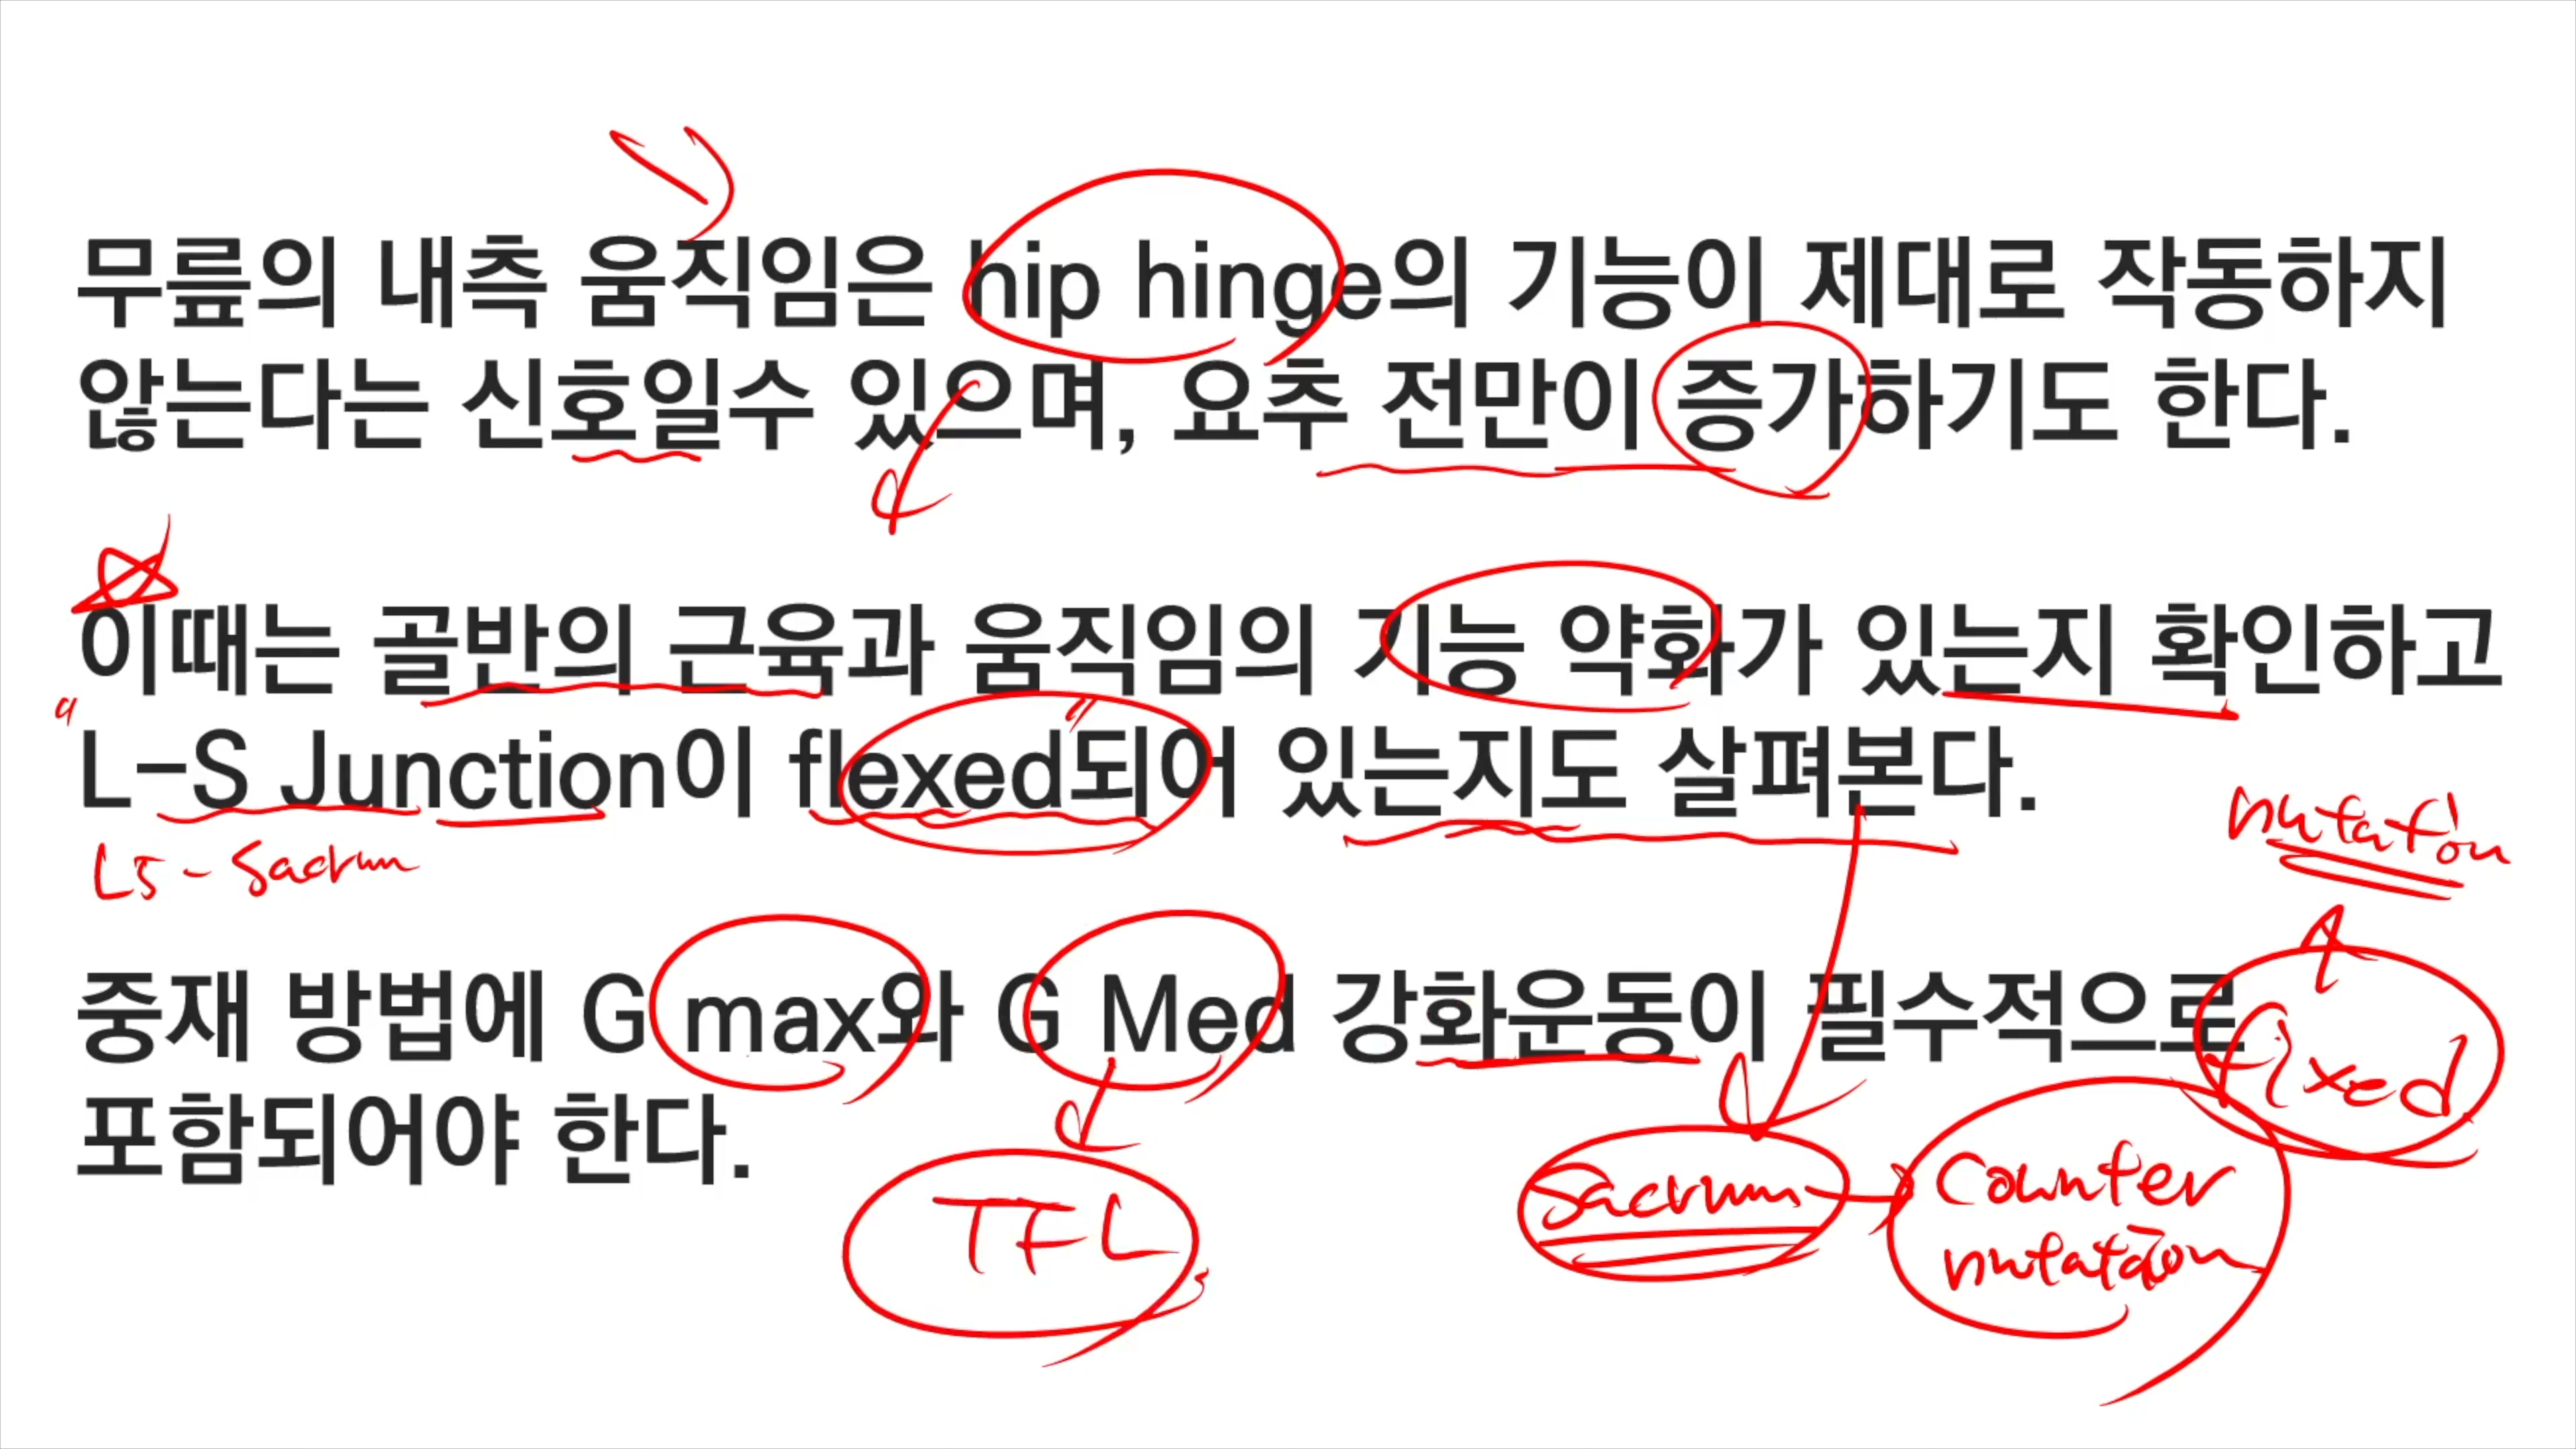 무릎의 내측 움직임은 hip hinge의 기능이 제대로 작동하지
않는다는 신호일수 있으며, 요추 전만이 증가하기도 한다.
이때는 골반의 근육과 움직임의 기능 약화가 있는지 확인하고
L-S Junction이 flexed되어 있는지도 살펴본다.
L5 - Sacrum
nutation
중재 방법에 G max와 G Med 강화운동이 필수적으로
fixed
포함되어야 한다.
TFL
Sacrum
Counter
nutation